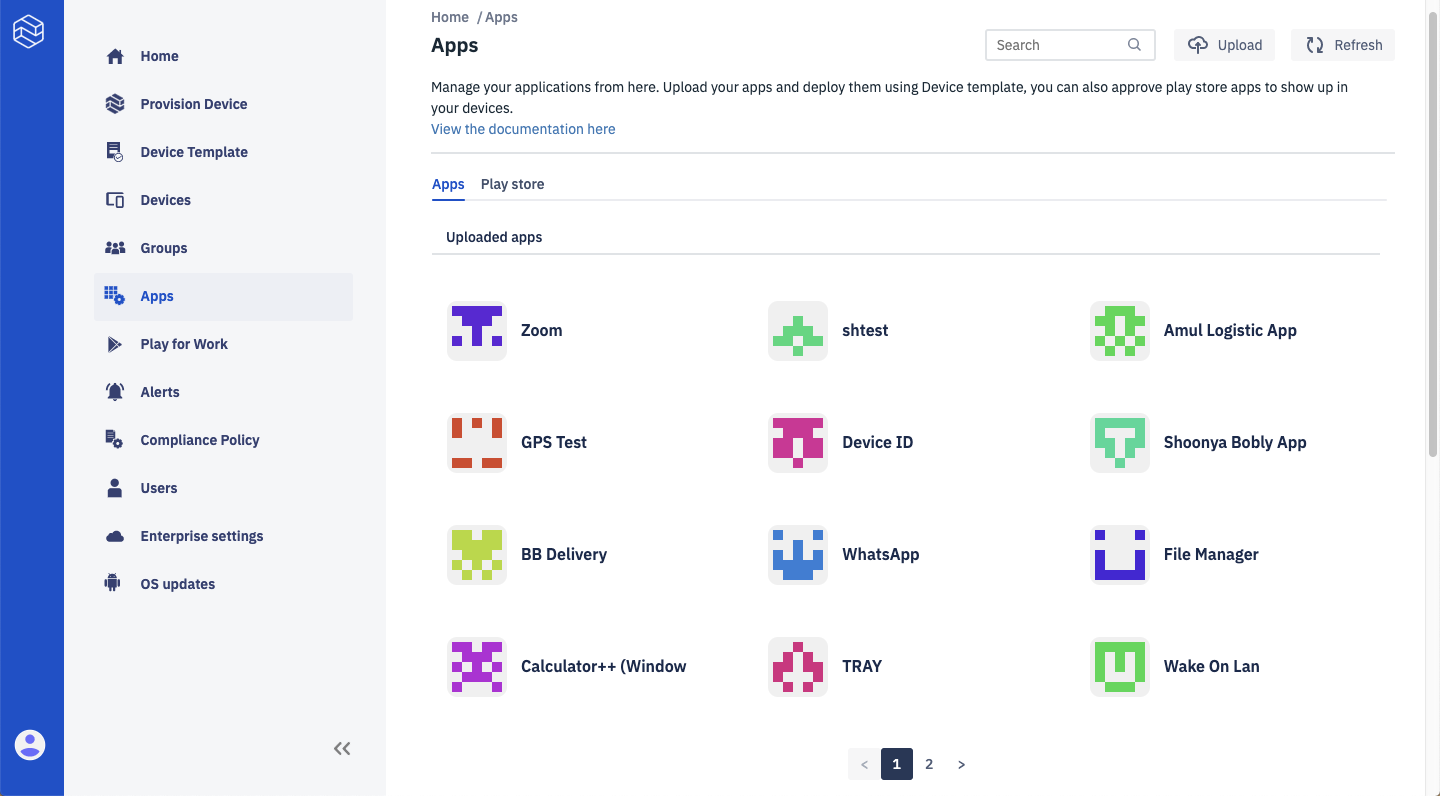 Home
Provision Device
Device Template
Devices
Groups
Apps
Play for Work
Alerts
Compliance Policy
Users
Enterprise settings
OS updates
Home / Apps
Apps
Search
Upload
Refresh
Manage your applications from here. Upload your apps and deploy them using Device template, you can also approve play store apps to show up in
your devices.
View the documentation here
Apps Play store
Uploaded apps
Zoom
shtest
Amul Logistic App
GPS Test
Device ID
Shoonya Bobly App
BB Delivery
WhatsApp
File Manager
Calculator++ (Window
TRAY
Wake On Lan
< 1 2 >